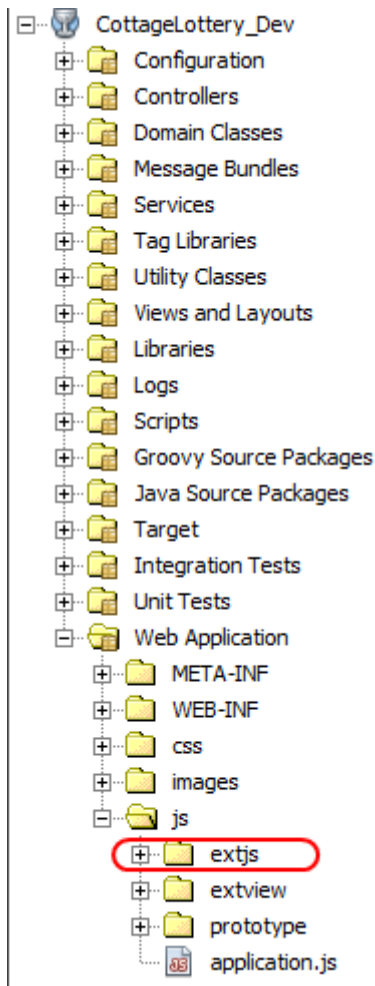 CottageLottery_Dev
Configuration
Controllers
Domain Classes
Message Bundles
Services
Tag Libraries
Utility Classes
Views and Layouts
Libraries
Logs
Scripts
Groovy Source Packages
Java Source Packages
Target
Integration Tests
Unit Tests
Web Application
META-INF
WEB-INF
css
images
js
extjs
extview
prototype
application.js